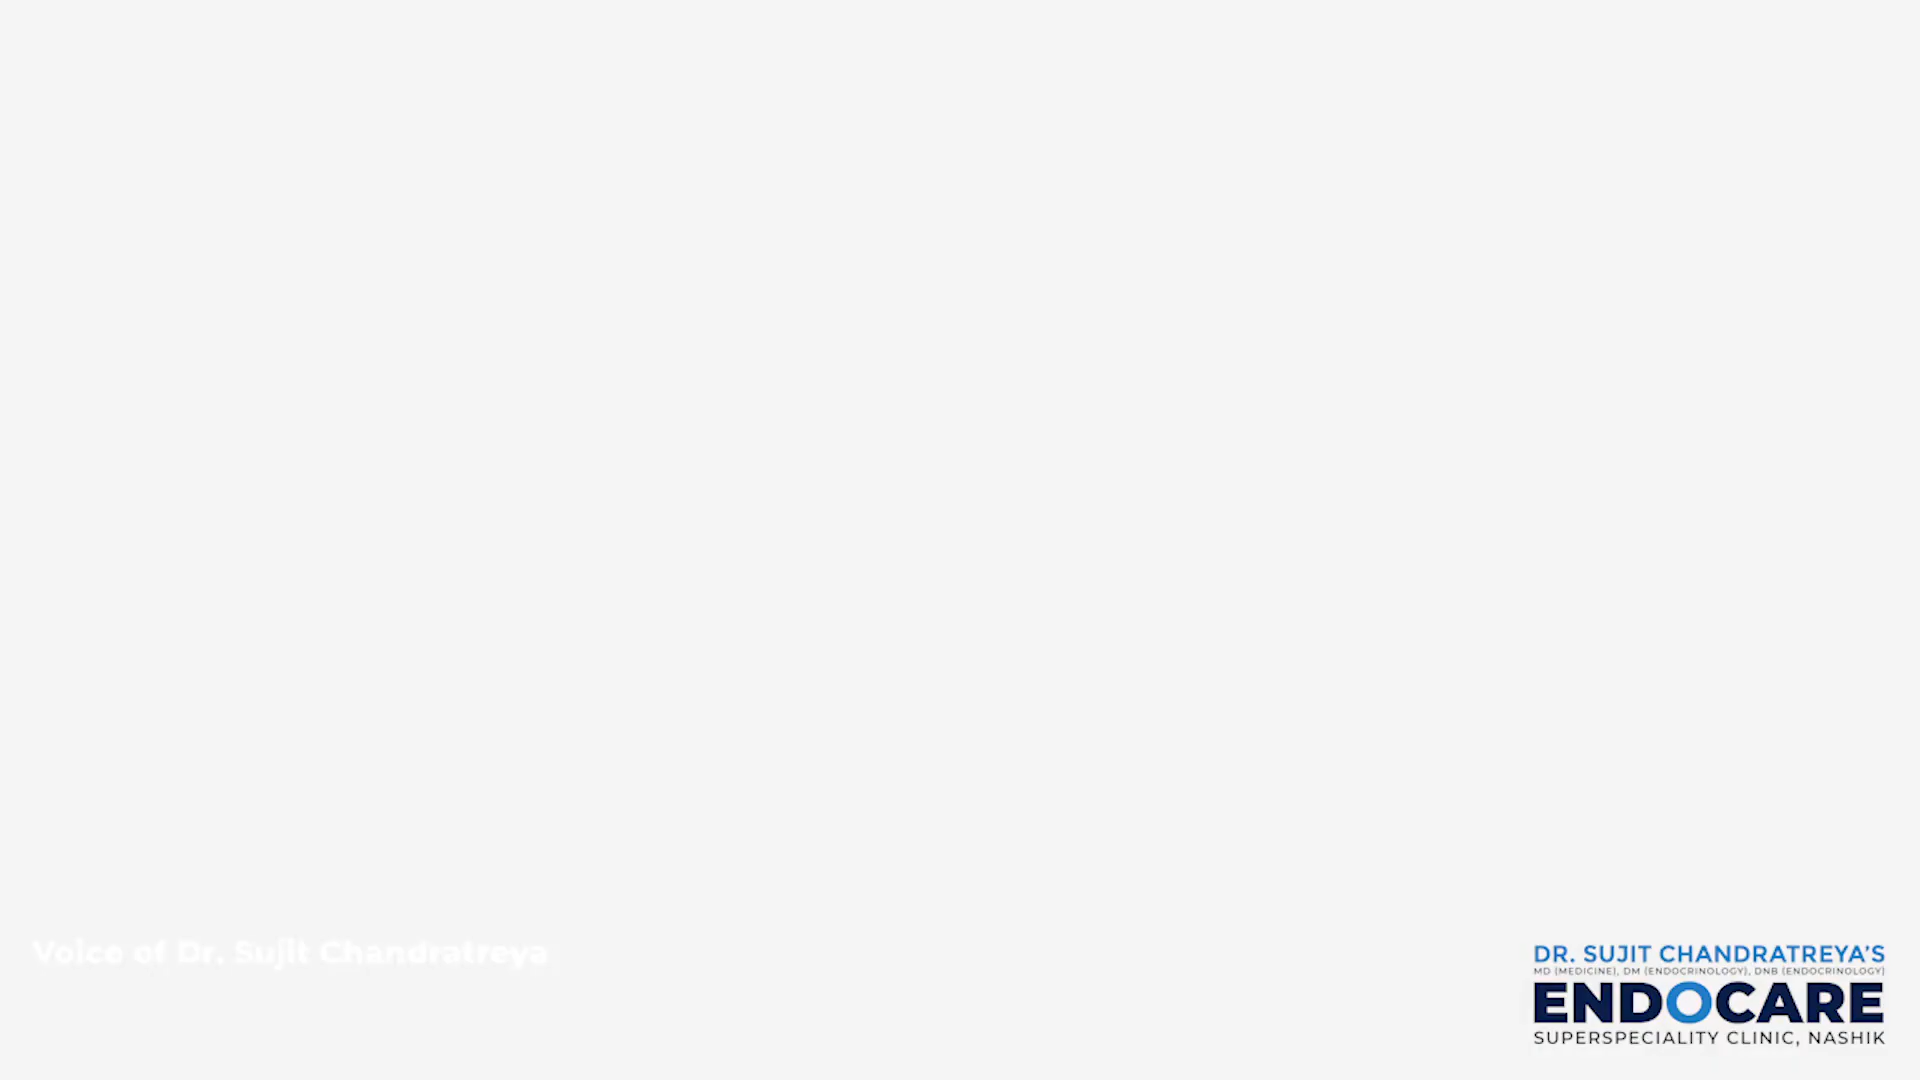 Voice of Dr. Sujit Chandratreya
DR. SUJIT CHANDRATREYA'S
MD (MEDICINE), DM (ENDOCRINOLOGY), DNB (ENDOCRINOLOGY)
ENDOCARE
SUPERSPECIALITY CLINIC, NASHIK